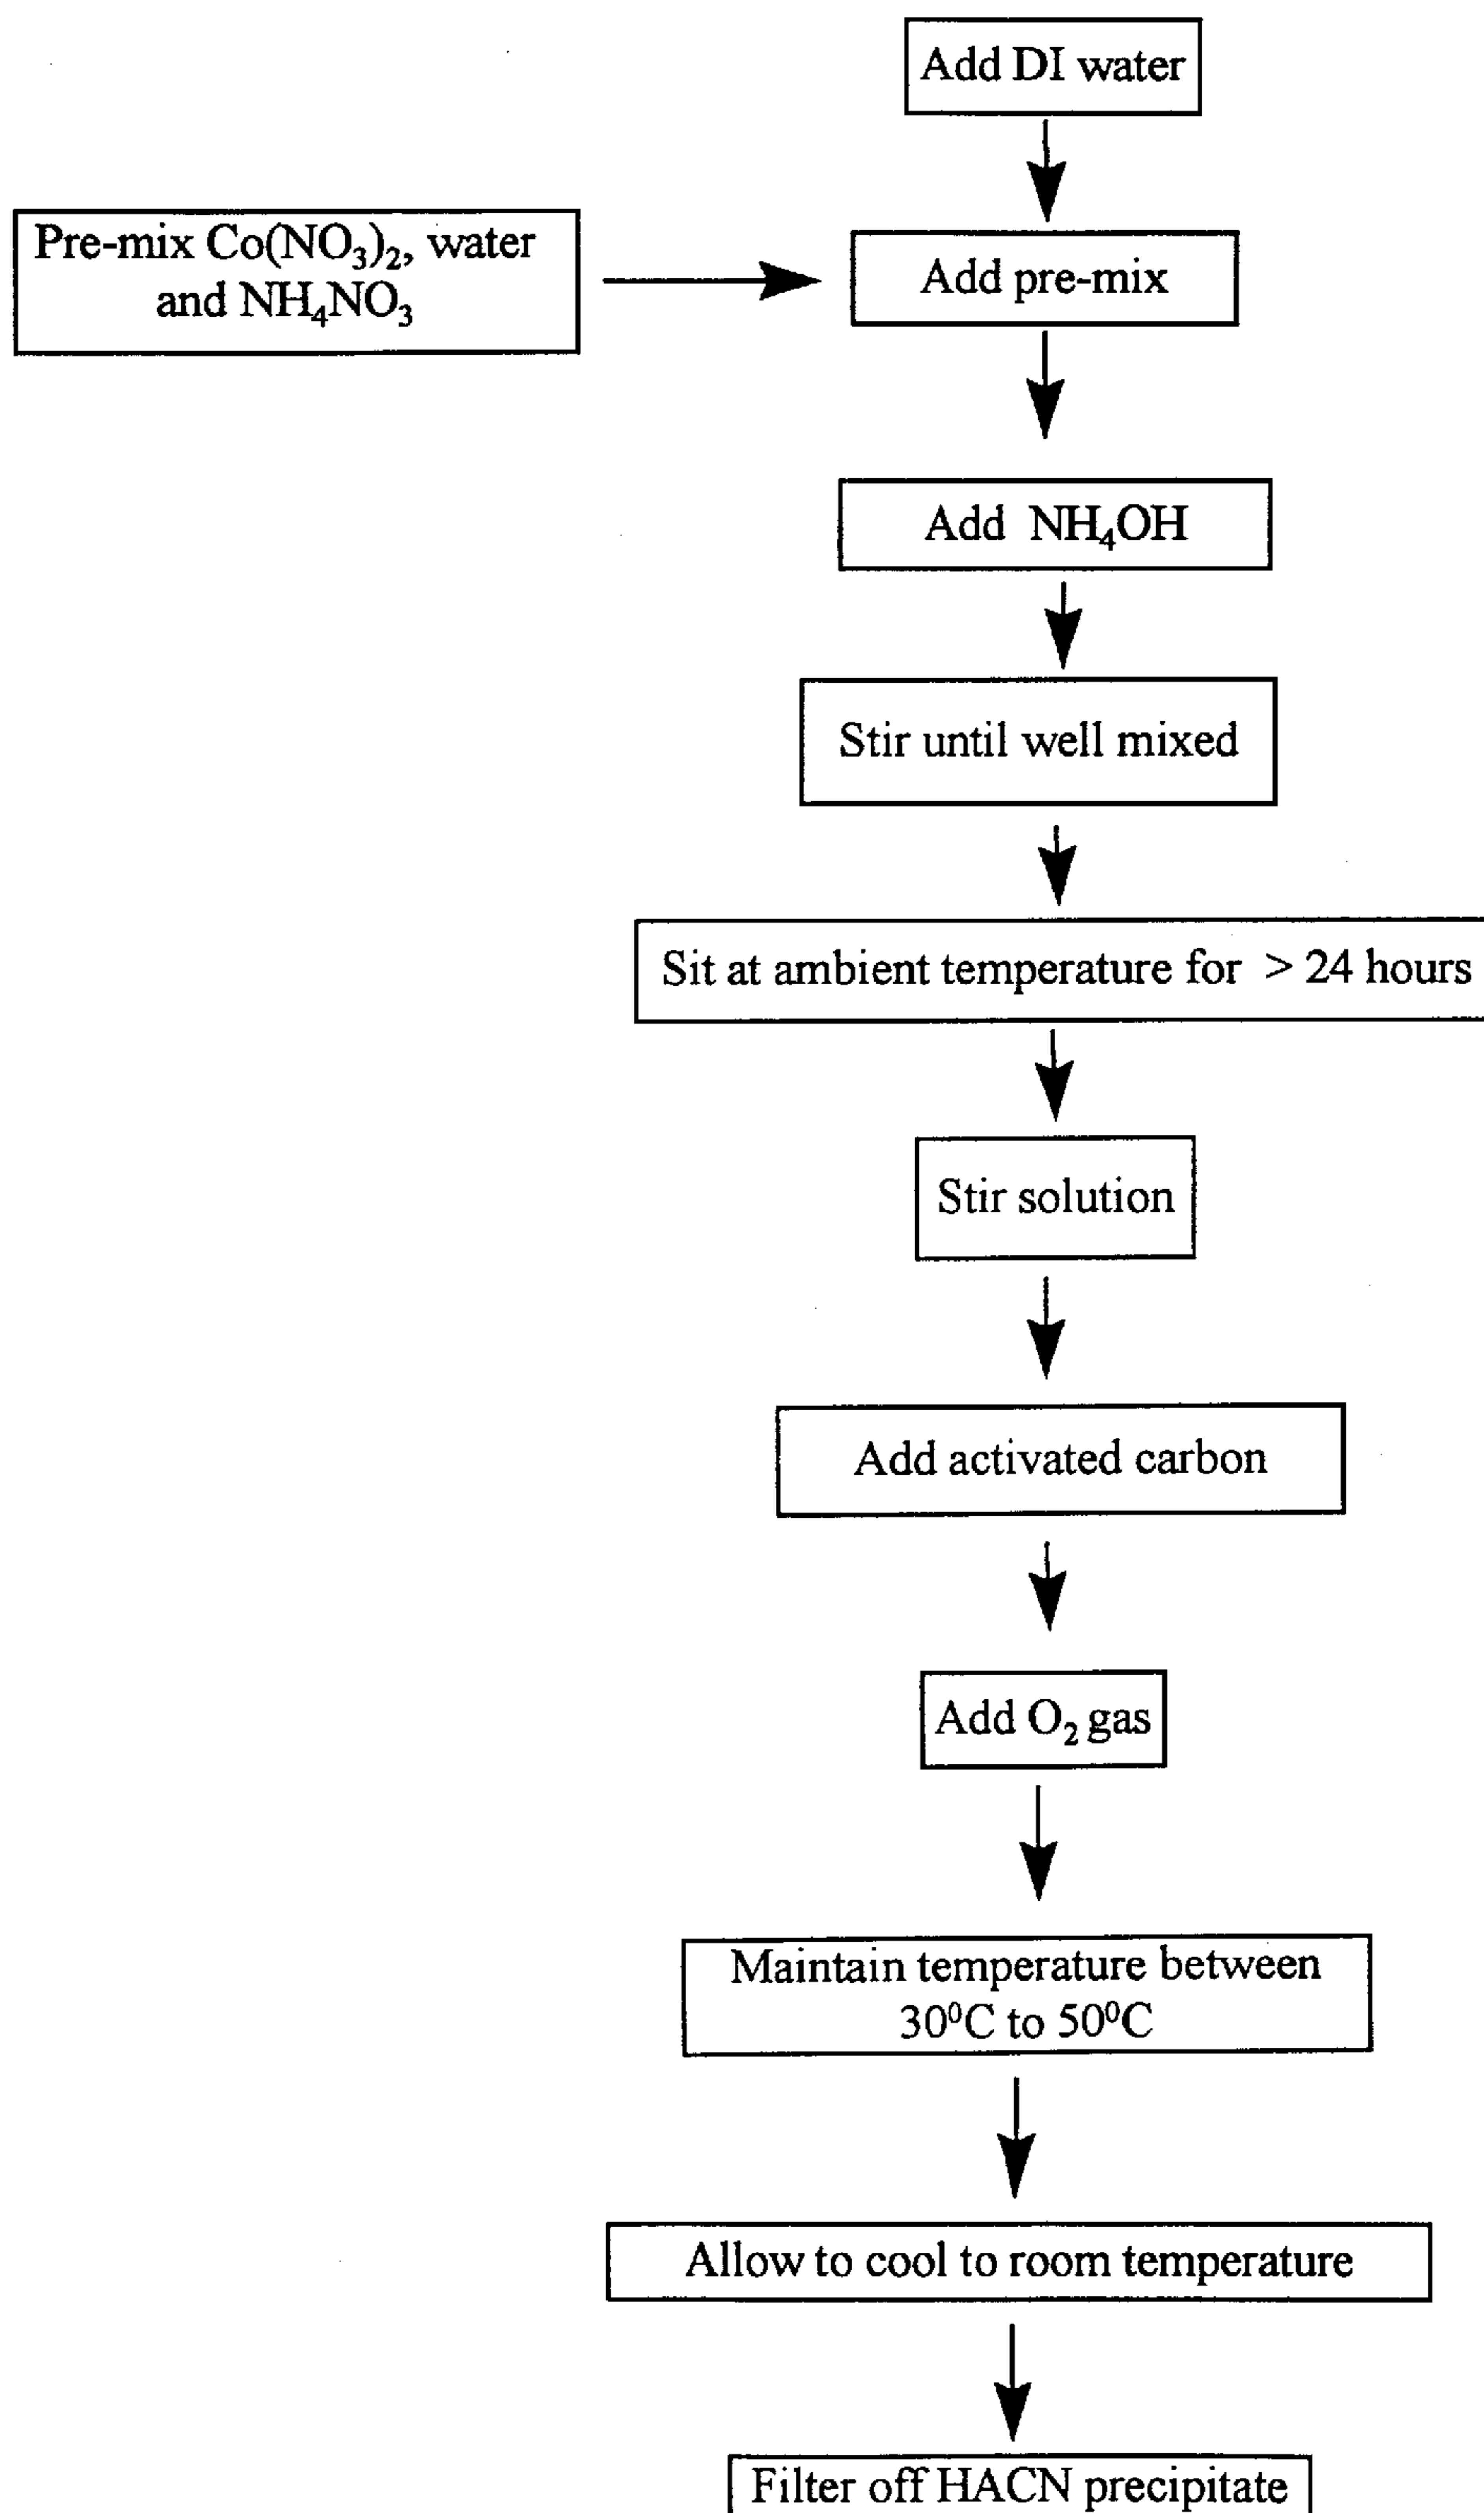 Add DI water
Pre-mix Co(NO₃)₂, water
and NH₄NO₃
Add pre-mix
Add NH₄OH
Stir until well mixed
Sit at ambient temperature for > 24 hours
Stir solution
Add activated carbon
Add O₂ gas
Maintain temperature between
30⁰C to 50⁰C
Allow to cool to room temperature
Filter off HACN precipitate